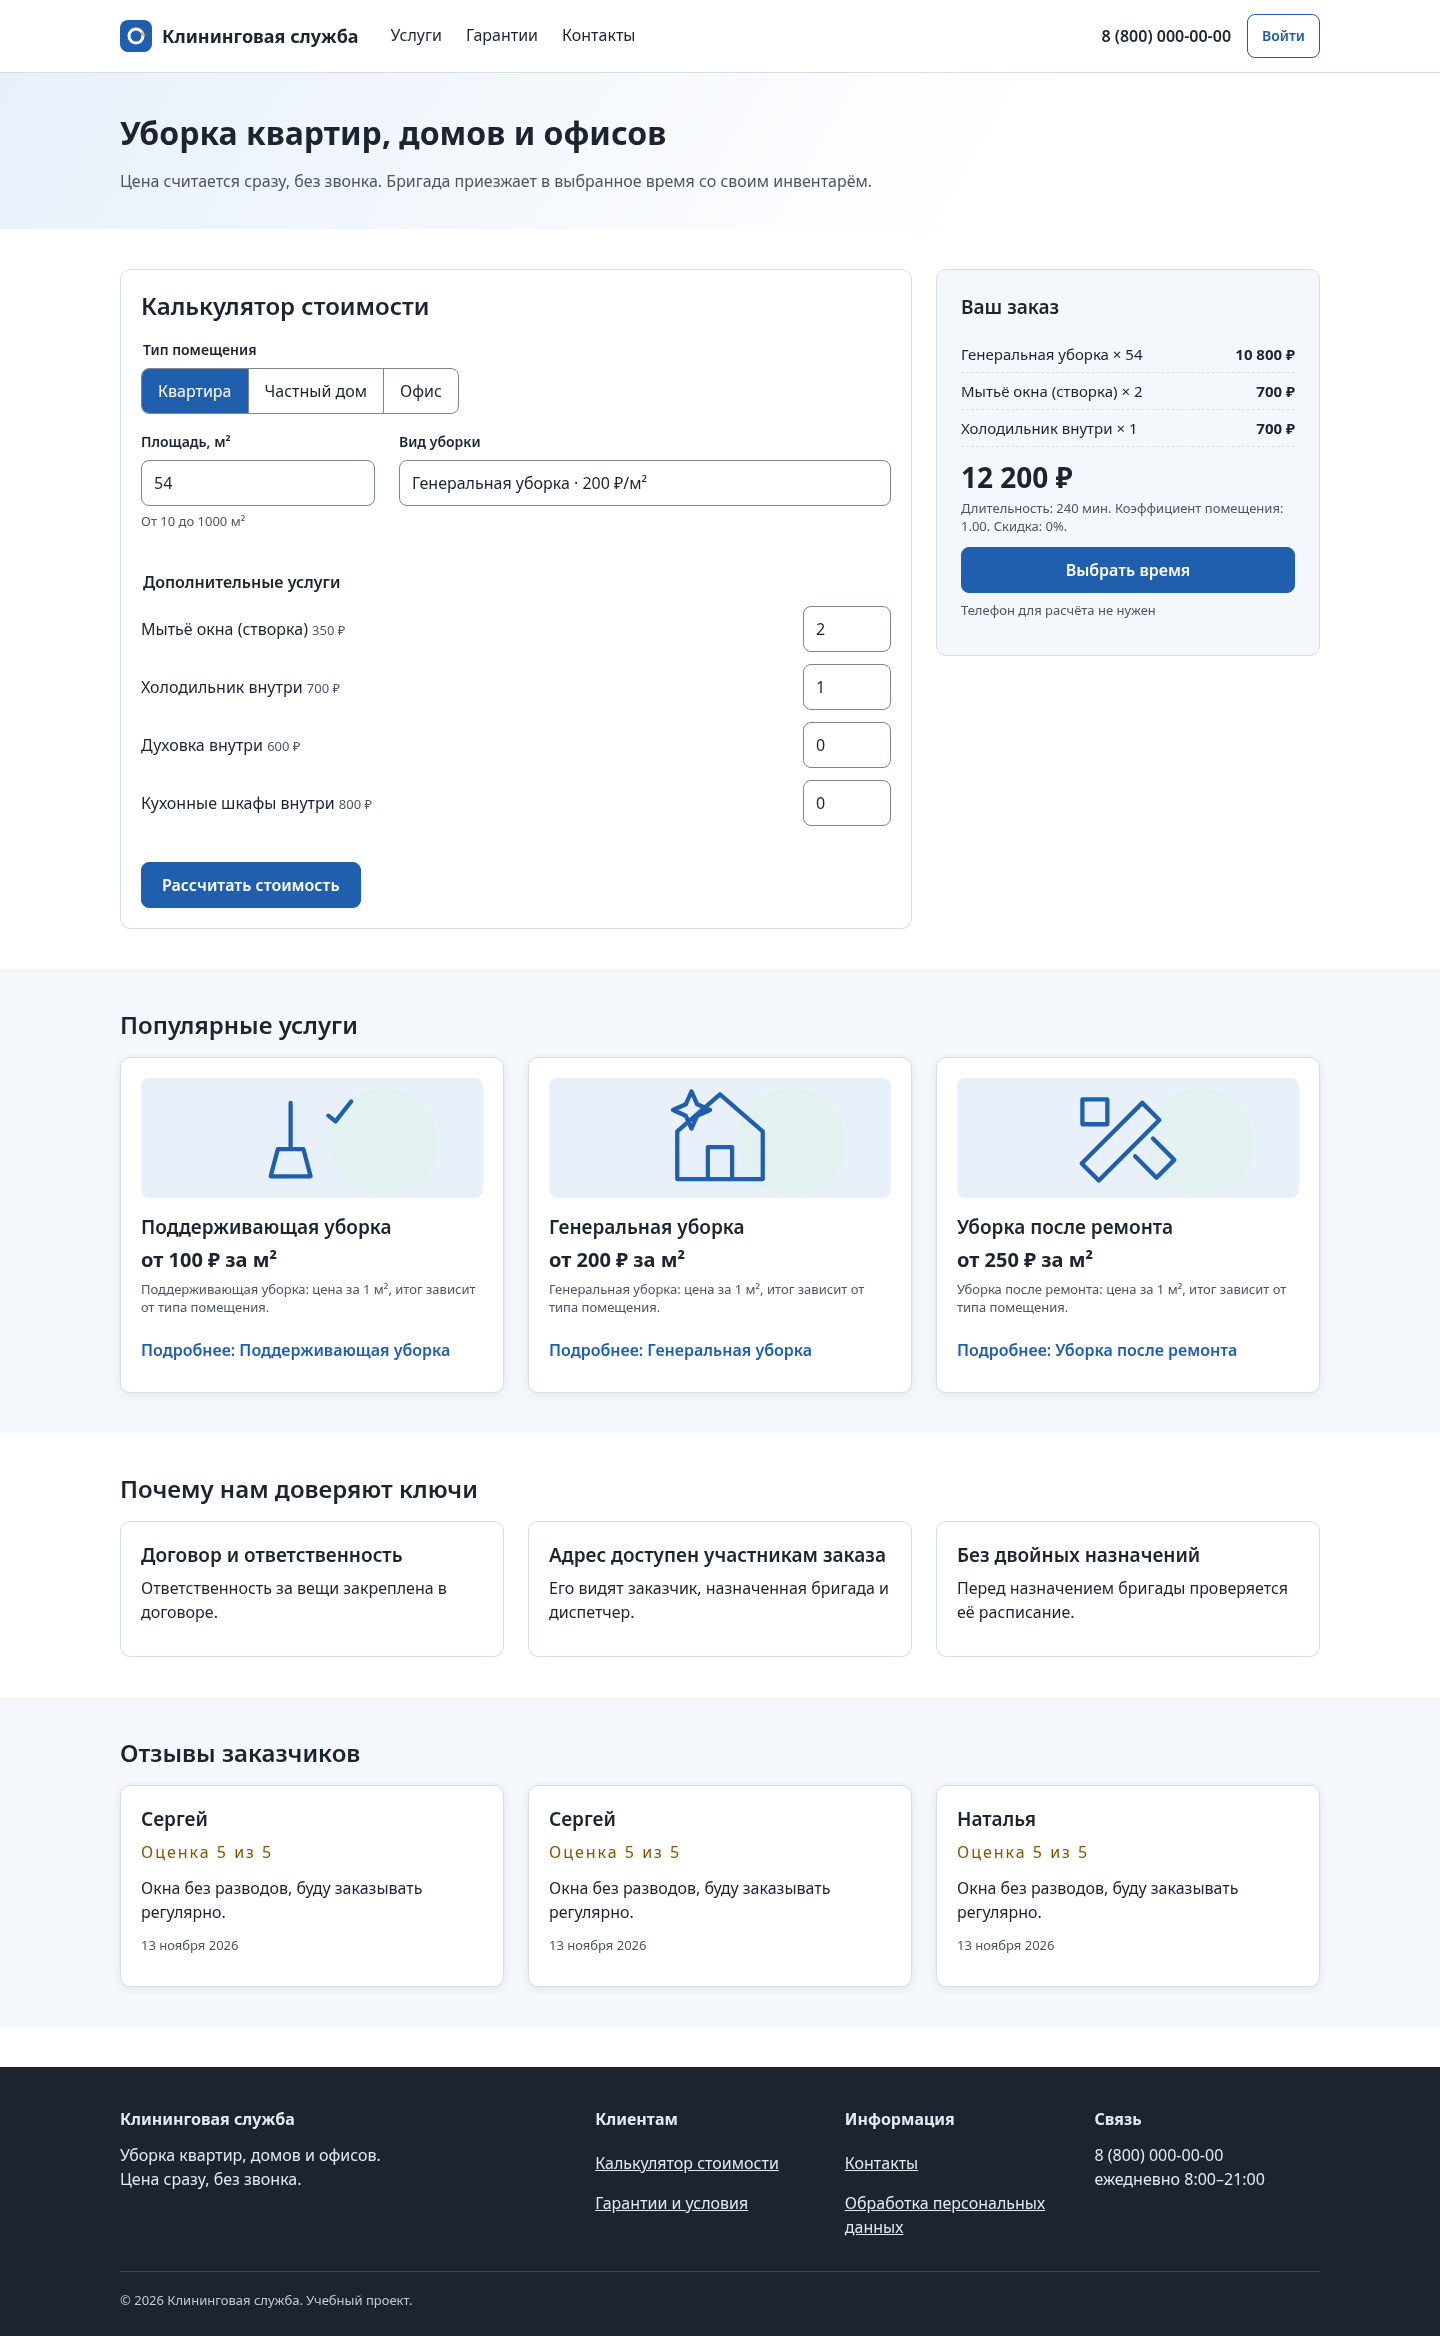 Клининговая служба
Услуги
Гарантии
Контакты
8 (800) 000-00-00
Войти
Уборка квартир, домов и офисов
Цена считается сразу, без звонка. Бригада приезжает в выбранное время со своим инвентарём.
Калькулятор стоимости
Тип помещения
Квартира
Частный дом
Офис
Площадь, м²
Вид уборки
54
Генеральная уборка · 200 ₽/м²
От 10 до 1000 м²
Дополнительные услуги
Мытьё окна (створка) 350 ₽
2
Холодильник внутри 700 ₽
1
Духовка внутри 600 ₽
0
Кухонные шкафы внутри 800 ₽
0
Рассчитать стоимость
Ваш заказ
Генеральная уборка × 54
10 800 ₽
Мытьё окна (створка) × 2
700 ₽
Холодильник внутри × 1
700 ₽
12 200 ₽
Длительность: 240 мин. Коэффициент помещения:
1.00. Скидка: 0%.
Выбрать время
Телефон для расчёта не нужен
Популярные услуги
Поддерживающая уборка
от 100 ₽ за м²
Поддерживающая уборка: цена за 1 м², итог зависит
от типа помещения.
Подробнее: Поддерживающая уборка
Генеральная уборка
от 200 ₽ за м²
Генеральная уборка: цена за 1 м², итог зависит от
типа помещения.
Подробнее: Генеральная уборка
Уборка после ремонта
от 250 ₽ за м²
Уборка после ремонта: цена за 1 м², итог зависит от
типа помещения.
Подробнее: Уборка после ремонта
Почему нам доверяют ключи
Договор и ответственность
Ответственность за вещи закреплена в
договоре.
Адрес доступен участникам заказа
Его видят заказчик, назначенная бригада и
диспетчер.
Без двойных назначений
Перед назначением бригады проверяется
её расписание.
Отзывы заказчиков
Сергей
Оценка 5 из 5
Окна без разводов, буду заказывать
регулярно.
13 ноября 2026
Сергей
Оценка 5 из 5
Окна без разводов, буду заказывать
регулярно.
13 ноября 2026
Наталья
Оценка 5 из 5
Окна без разводов, буду заказывать
регулярно.
13 ноября 2026
Клининговая служба
Уборка квартир, домов и офисов.
Цена сразу, без звонка.
Клиентам
Калькулятор стоимости
Гарантии и условия
Информация
Контакты
Обработка персональных
данных
Связь
8 (800) 000-00-00
ежедневно 8:00–21:00
© 2026 Клининговая служба. Учебный проект.